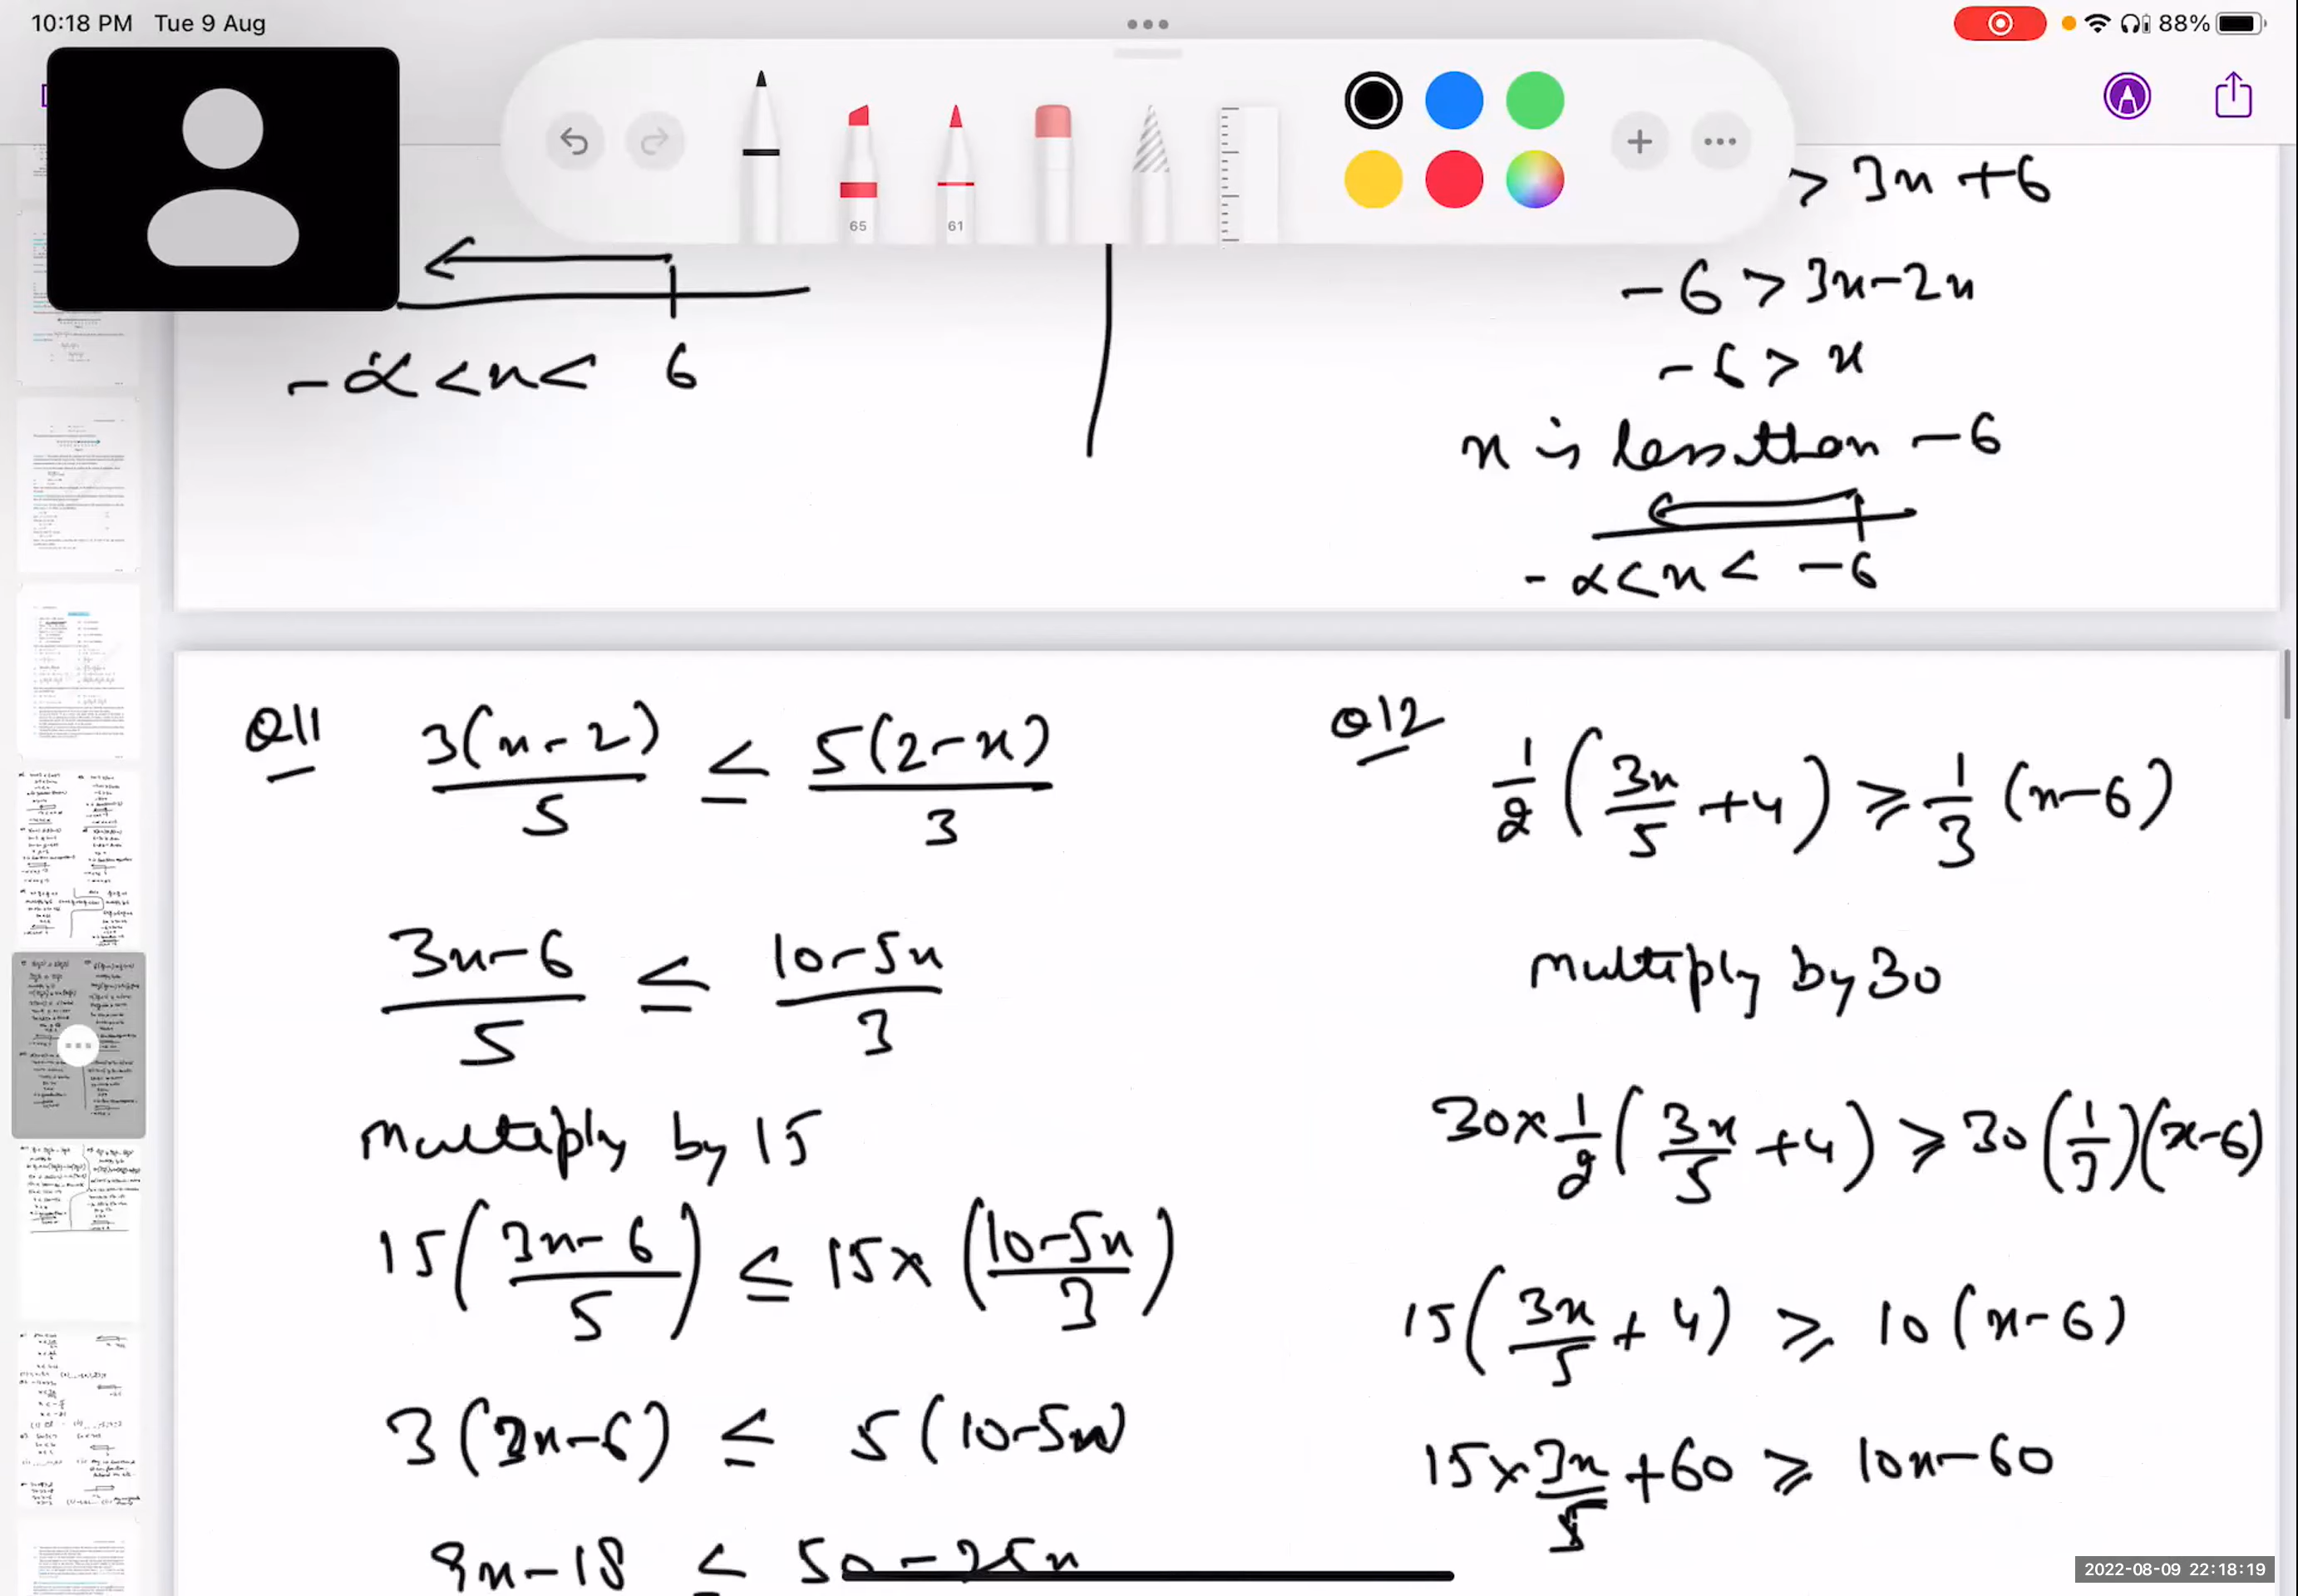 10:18 PM Tue 9 Aug
88%
65 61
> 3x + 6
-6 > 3x-2x
-6 > x
x is less than -6
-α < x < -6
-α < x < 6
Q11
3(x-2)/5 ≤ 5(2-x)/3
3x-6/5 ≤ 10-5x/3
multiply by 15
15(3x-6/5) ≤ 15×(10-5x/3)
3(3x-6) ≤ 5(10-5x)
9x-18 ≤ 50-25x
Q12
1/2(3x/5+4) ≥ 1/3(x-6)
multiply by 30
30×1/2(3x/5+4) ≥ 30(1/3)(x-6)
15(3x/5+4) ≥ 10(x-6)
15×3x/5+60 ≥ 10x-60
2022-08-09 22:18:19